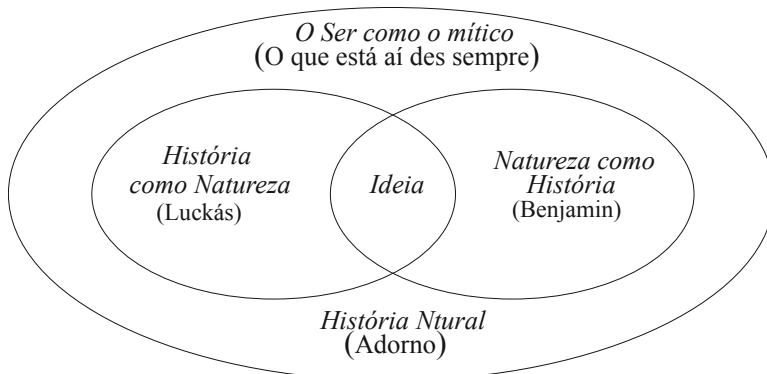 O Ser como o mítico
(O que está aí des sempre)
História
como Natureza
(Luckás)
Ideia
Natureza como
História
(Benjamin)
História Ntural
(Adorno)